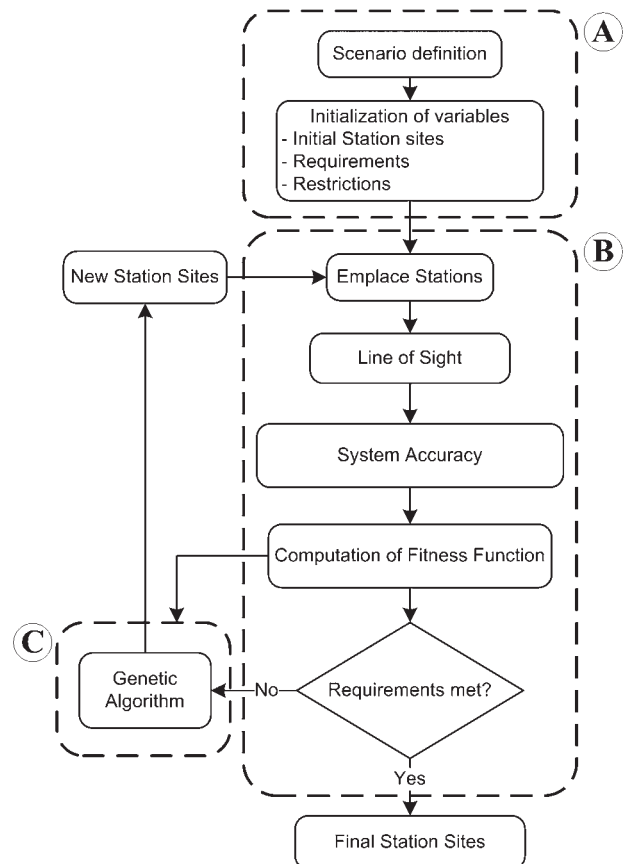 A
Scenario definition
Initialization of variables
- Initial Station sites
- Requirements
- Restrictions
B
New Station Sites
Emplace Stations
Line of Sight
System Accuracy
Computation of Fitness Function
C
Genetic
Algorithm
No
Requirements met?
Yes
Final Station Sites